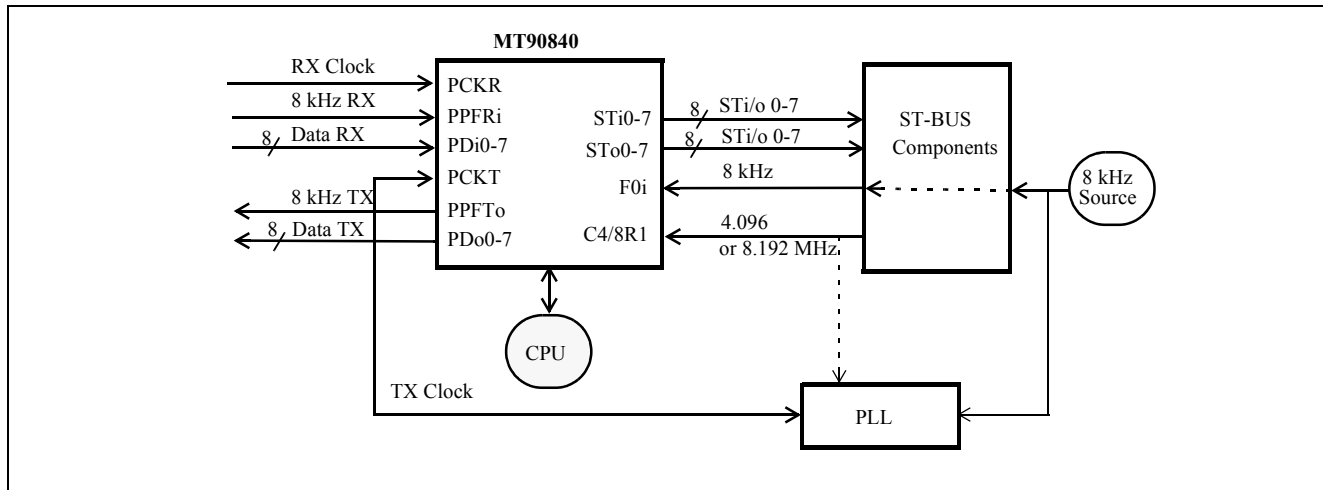 MT90840
RX Clock
8 kHz RX
8 Data RX
8 kHz TX
8 Data TX
PCKR
PPFRi
PDi0-7
PCKT
PPFTo
PDo0-7
STi0-7
STo0-7
F0i
C4/8R1
8 STi/o 0-7
8 STi/o 0-7
8 kHz
4.096
or 8.192 MHz
ST-BUS
Components
8 kHz
Source
CPU
TX Clock
PLL